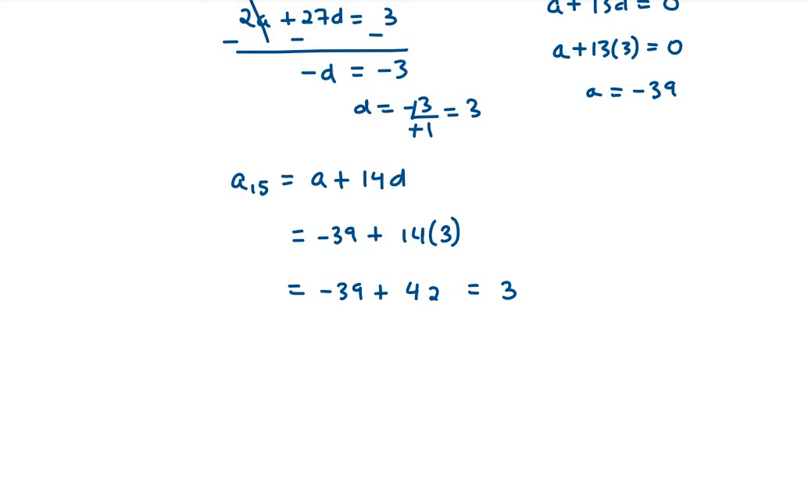 2a + 27d = 3
- - -
-d = -3
d = -3/+1 = 3
a + 13d = 0
a + 13(3) = 0
a = -39
a15 = a + 14d
= -39 + 14(3)
= -39 + 42 = 3